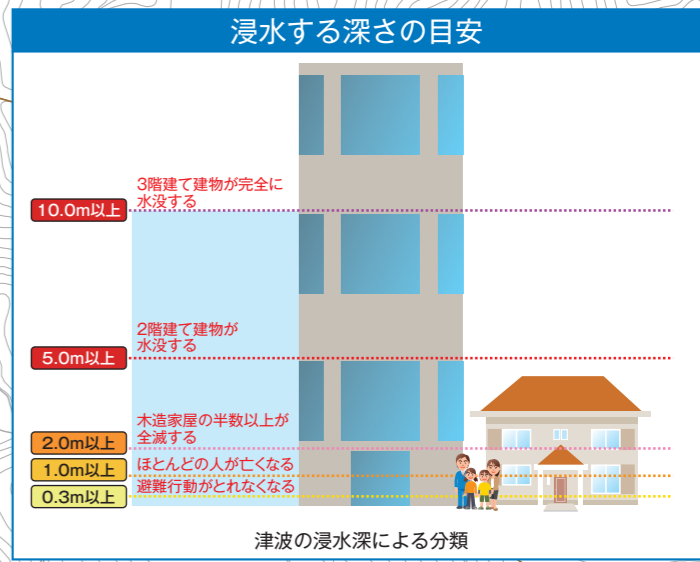 浸水する深さの目安
3階建て建物が完全に
水没する
10.0m以上
2階建て建物が
水没する
5.0m以上
木造家屋の半数以上が
全滅する
2.0m以上
ほとんどの人が亡くなる
1.0m以上
避難行動がとれなくなる
0.3m以上
津波の浸水深による分類